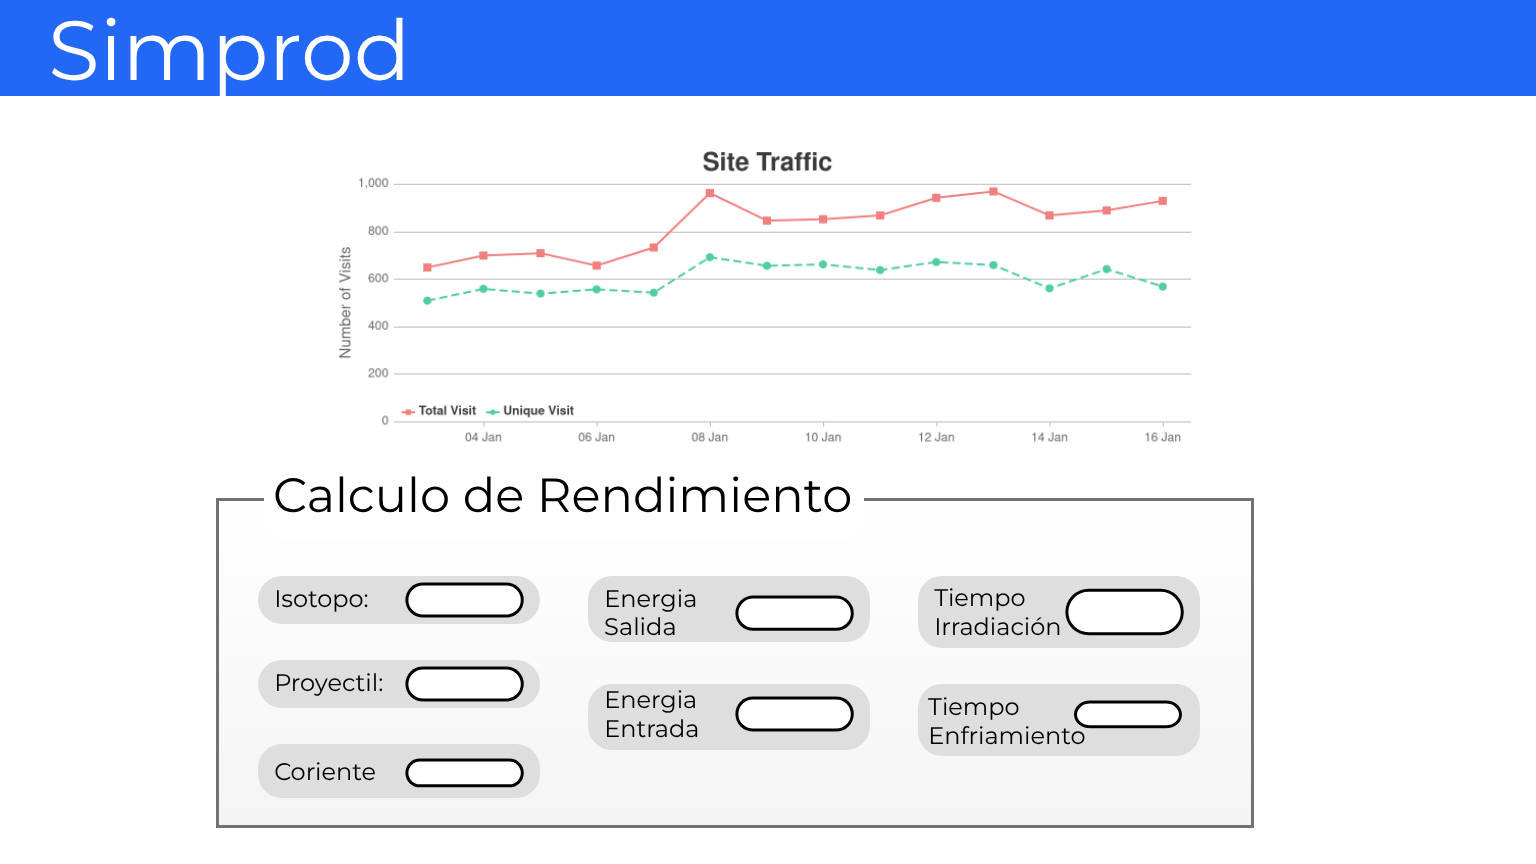 Simprod
Site Traffic
1,000
800
600
400
200
0
Number of Visits
Total Visit
Unique Visit
04 Jan
06 Jan
08 Jan
10 Jan
12 Jan
14 Jan
16 Jan
Calculo de Rendimiento
Isotopo:
Proyectil:
Coriente
Energia
Salida
Energia
Entrada
Tiempo
Irradiación
Tiempo
Enfriamiento